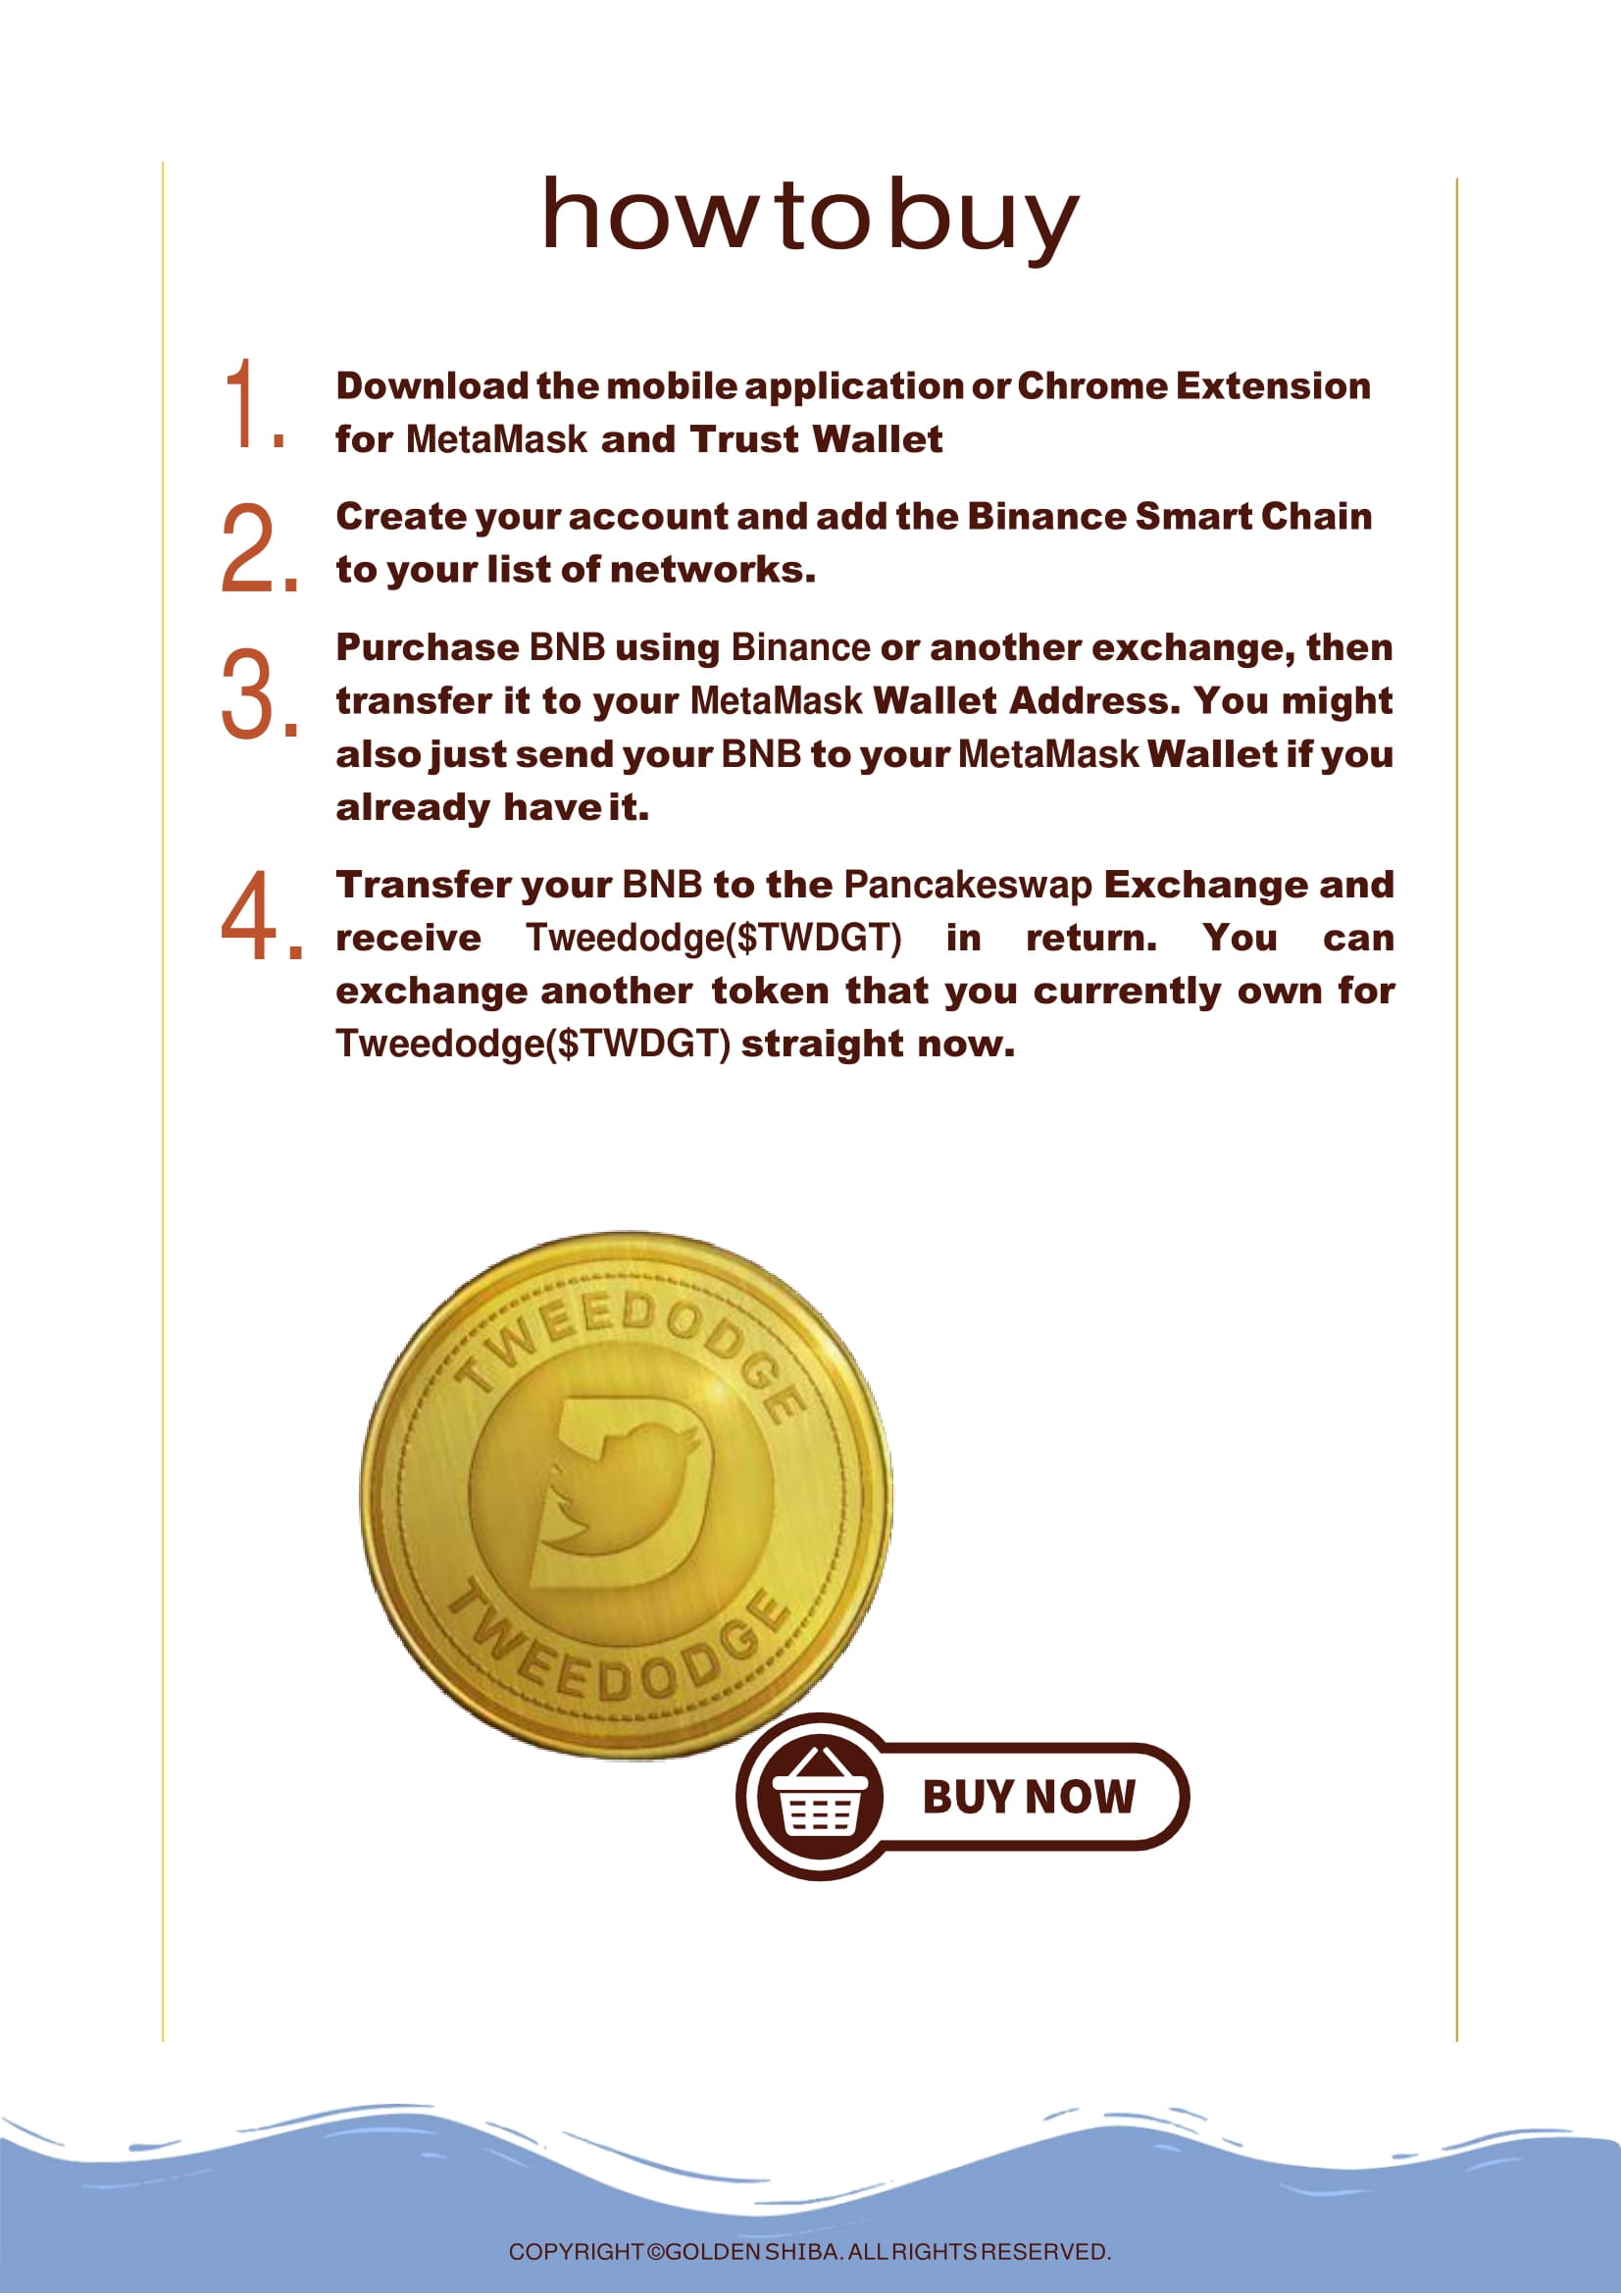 how to buy
1.
Download the mobile application or Chrome Extension
for MetaMask and Trust Wallet
2.
Create your account and add the Binance Smart Chain
to your list of networks.
3.
Purchase BNB using Binance or another exchange, then
transfer it to your MetaMask Wallet Address. You might
also just send your BNB to your MetaMask Wallet if you
already have it.
4.
Transfer your BNB to the Pancakeswap Exchange and
receive Tweedodge($TWDGT) in return. You can
exchange another token that you currently own for
Tweedodge($TWDGT) straight now.
TWEEDODGE
TWEEDODGE
BUY NOW
COPYRIGHT ©GOLDEN SHIBA. ALL RIGHTS RESERVED.